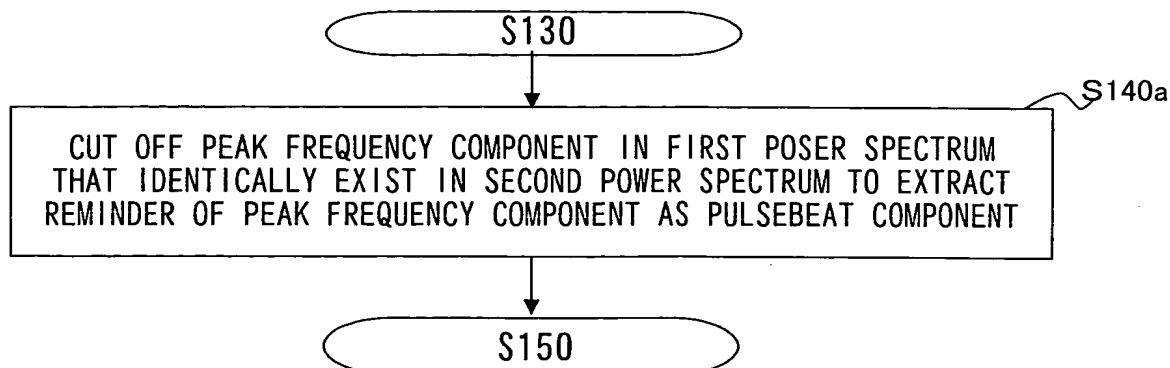 S130
S140a
CUT OFF PEAK FREQUENCY COMPONENT IN FIRST POSER SPECTRUM
THAT IDENTICALLY EXIST IN SECOND POWER SPECTRUM TO EXTRACT
REMINDER OF PEAK FREQUENCY COMPONENT AS PULSEBEAT COMPONENT
S150